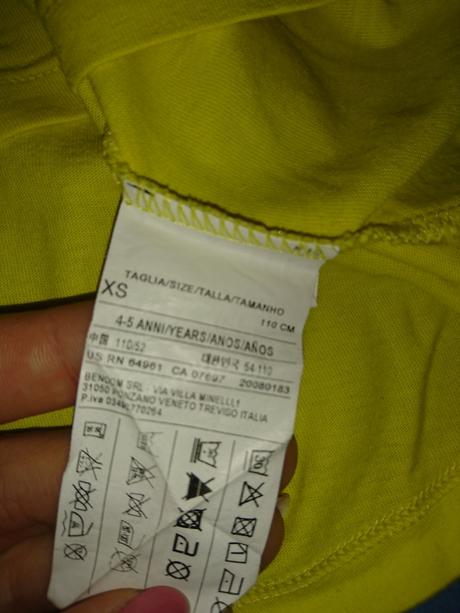 TAGLIA/SIZE/TALLA/TAMANHO
XS 110 CM
4-5 ANNI/YEARS/ANOS/AÑOS
中国 110/52 대한민국 54-110
US RN 64961 CA 07697 20080183
BENCOM SRL - VIA VILLA MINELLI 1
31050 PONZANO VENETO TREVISO ITALIA
P.iva